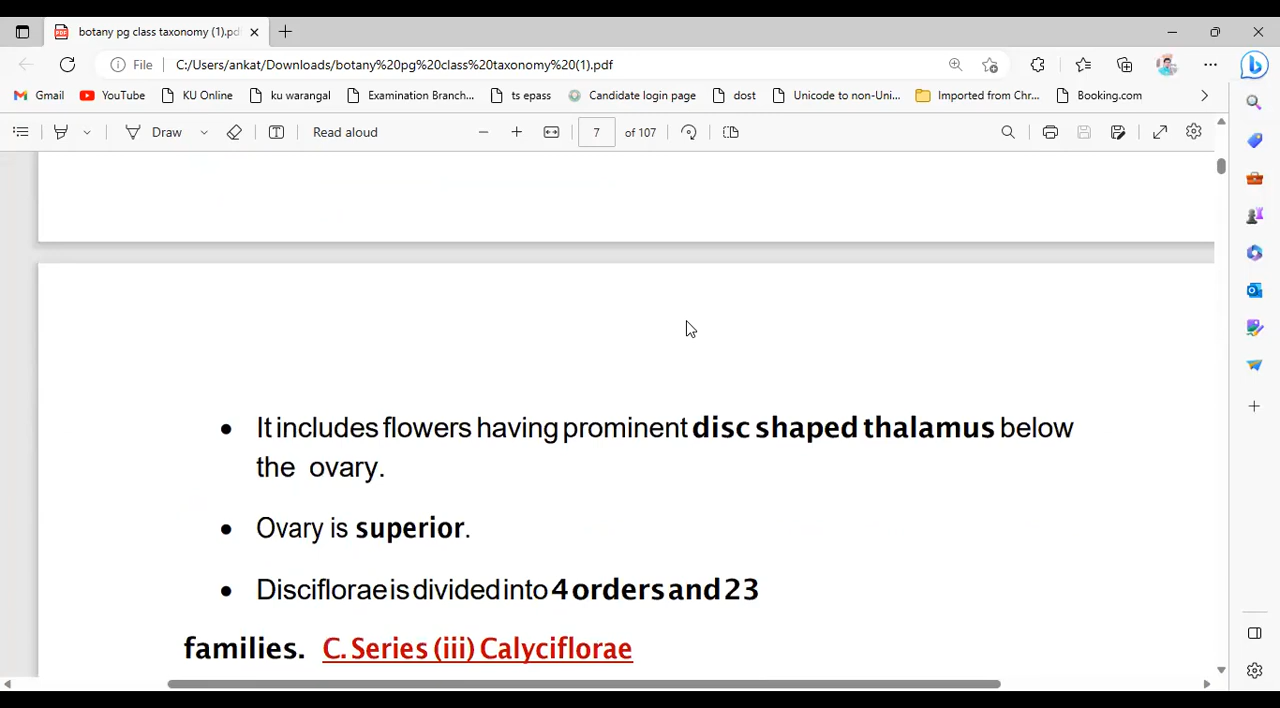 botany pg class taxonomy (1).pd
File C:/Users/ankat/Downloads/botany%20pg%20class%20taxonomy%20(1).pdf
Gmail YouTube KU Online ku warangal Examination Branch... ts epass Candidate login page dost Unicode to non-Uni... Imported from Chr... Booking.com
Draw Read aloud 7 of 107
• It includes flowers having prominent disc shaped thalamus below
the ovary.
• Ovary is superior.
• Disciflorae is divided into 4 orders and 23
families. C. Series (iii) Calyciflorae